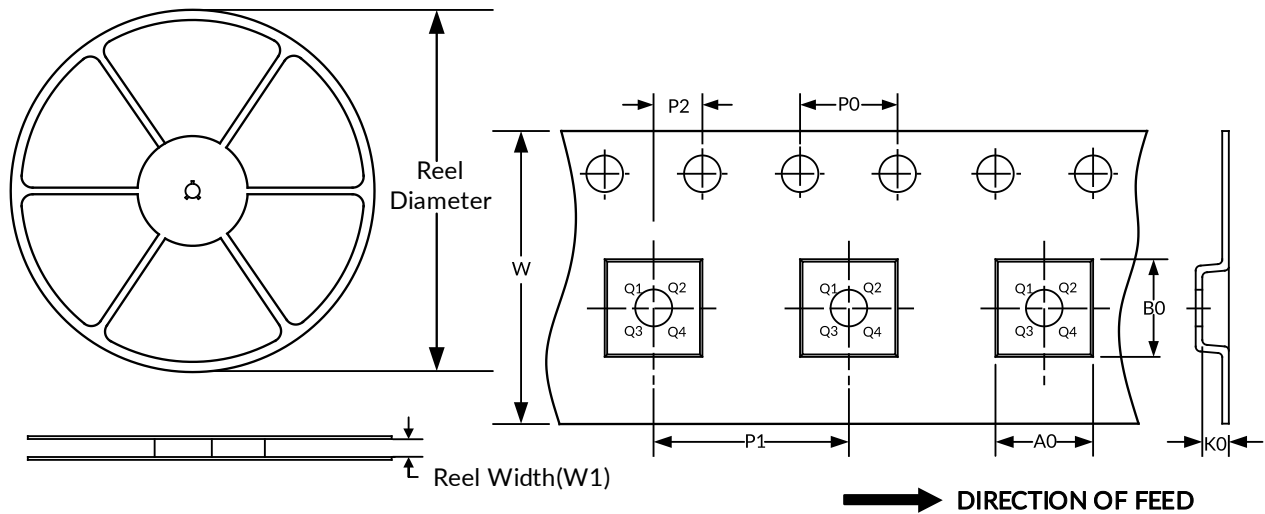 Reel
Diameter
P2
P0
W
Q1 Q2
Q3 Q4
Q1 Q2
Q3 Q4
Q1 Q2
Q3 Q4
B0
P1
A0
K0
Reel Width(W1)
DIRECTION OF FEED